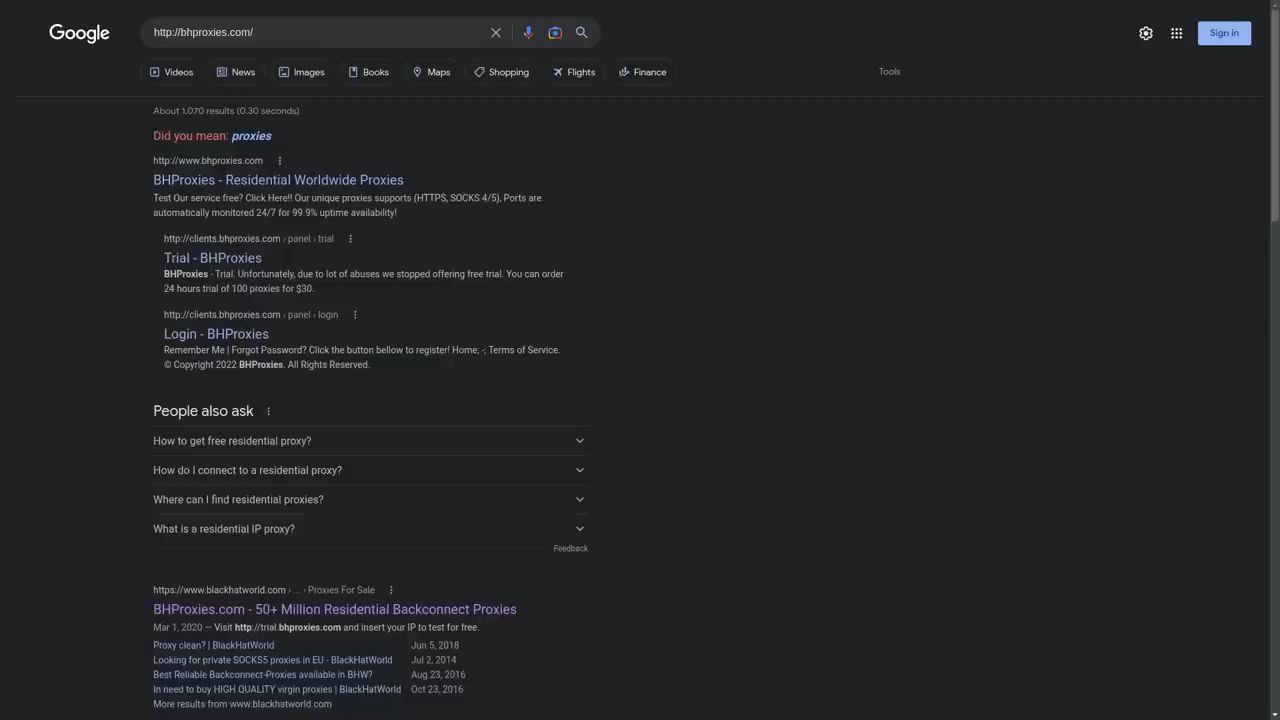 Google
http://bhproxies.com/
Sign in
Videos
News
Images
Books
Maps
Shopping
Flights
Finance
Tools
About 1,070 results (0.30 seconds)
Did you mean: proxies
http://www.bhproxies.com
BHProxies - Residential Worldwide Proxies
Test Our service free? Click Here!! Our unique proxies supports (HTTPS, SOCKS 4/5), Ports are
automatically monitored 24/7 for 99.9% uptime availability!
http://clients.bhproxies.com › panel › trial
Trial - BHProxies
BHProxies - Trial. Unfortunately, due to lot of abuses we stopped offering free trial. You can order
24 hours trial of 100 proxies for $30.
http://clients.bhproxies.com › panel › login
Login - BHProxies
Remember Me | Forgot Password? Click the button bellow to register! Home; -; Terms of Service.
© Copyright 2022 BHProxies. All Rights Reserved.
People also ask
How to get free residential proxy?
How do I connect to a residential proxy?
Where can I find residential proxies?
What is a residential IP proxy?
Feedback
https://www.blackhatworld.com › ... › Proxies For Sale
BHProxies.com - 50+ Million Residential Backconnect Proxies
Mar 1, 2020 — Visit http://trial.bhproxies.com and insert your IP to test for free.
Proxy clean? | BlackHatWorld Jun 5, 2018
Looking for private SOCKS5 proxies in EU - BlackHatWorld Jul 2, 2014
Best Reliable Backconnect-Proxies available in BHW? Aug 23, 2016
In need to buy HIGH QUALITY virgin proxies | BlackHatWorld Oct 23, 2016
More results from www.blackhatworld.com